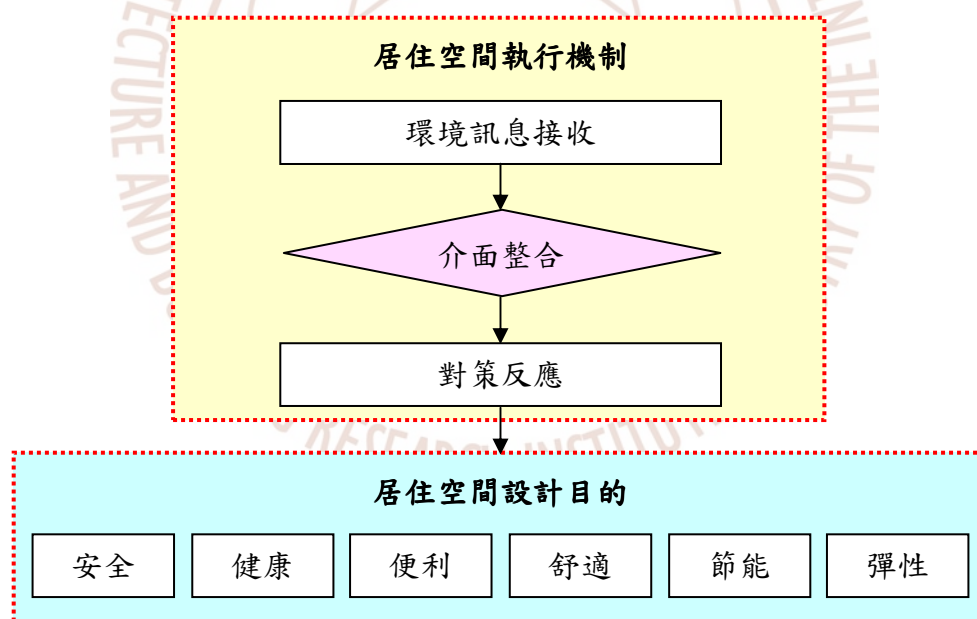 居住空間執行機制
環境訊息接收
介面整合
對策反應
居住空間設計目的
安全 健康 便利 舒適 節能 彈性